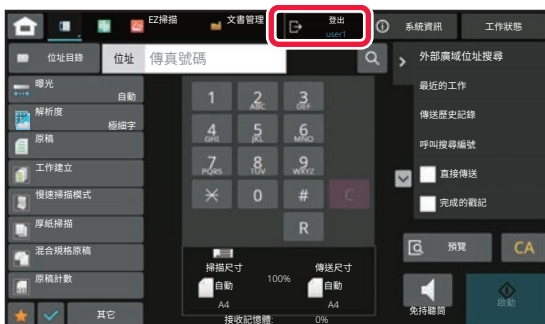 EZ掃描
文書管理
登出
user1
系統資訊
工作狀態
位址目錄
位址
傳真號碼
外部廣域位址搜尋
曝光
自動
解析度
極細字
原稿
工作建立
慢速掃描模式
厚紙掃描
混合規格原稿
原稿計數
其它
1
2
ABC
3
DEF
4
GHI
5
JKL
6
MNO
7
PQRS
8
TUV
9
WXYZ
0
#
C
R
掃描尺寸
自動
A4
100%
傳送尺寸
自動
A4
接收記憶體:
0%
最近的工作
傳送歷史記錄
呼叫搜尋編號
直接傳送
完成的戳記
預覽
CA
免持聽筒
啟動